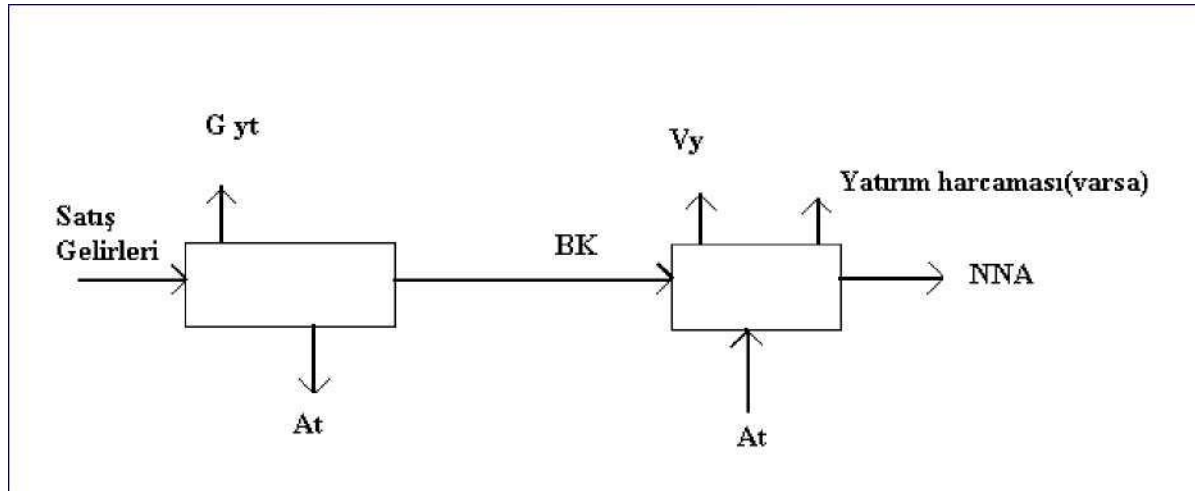 G yt
Vy
Yatırım harcaması(varsa)
Satış
Gelirleri
BK
NNA
At
At